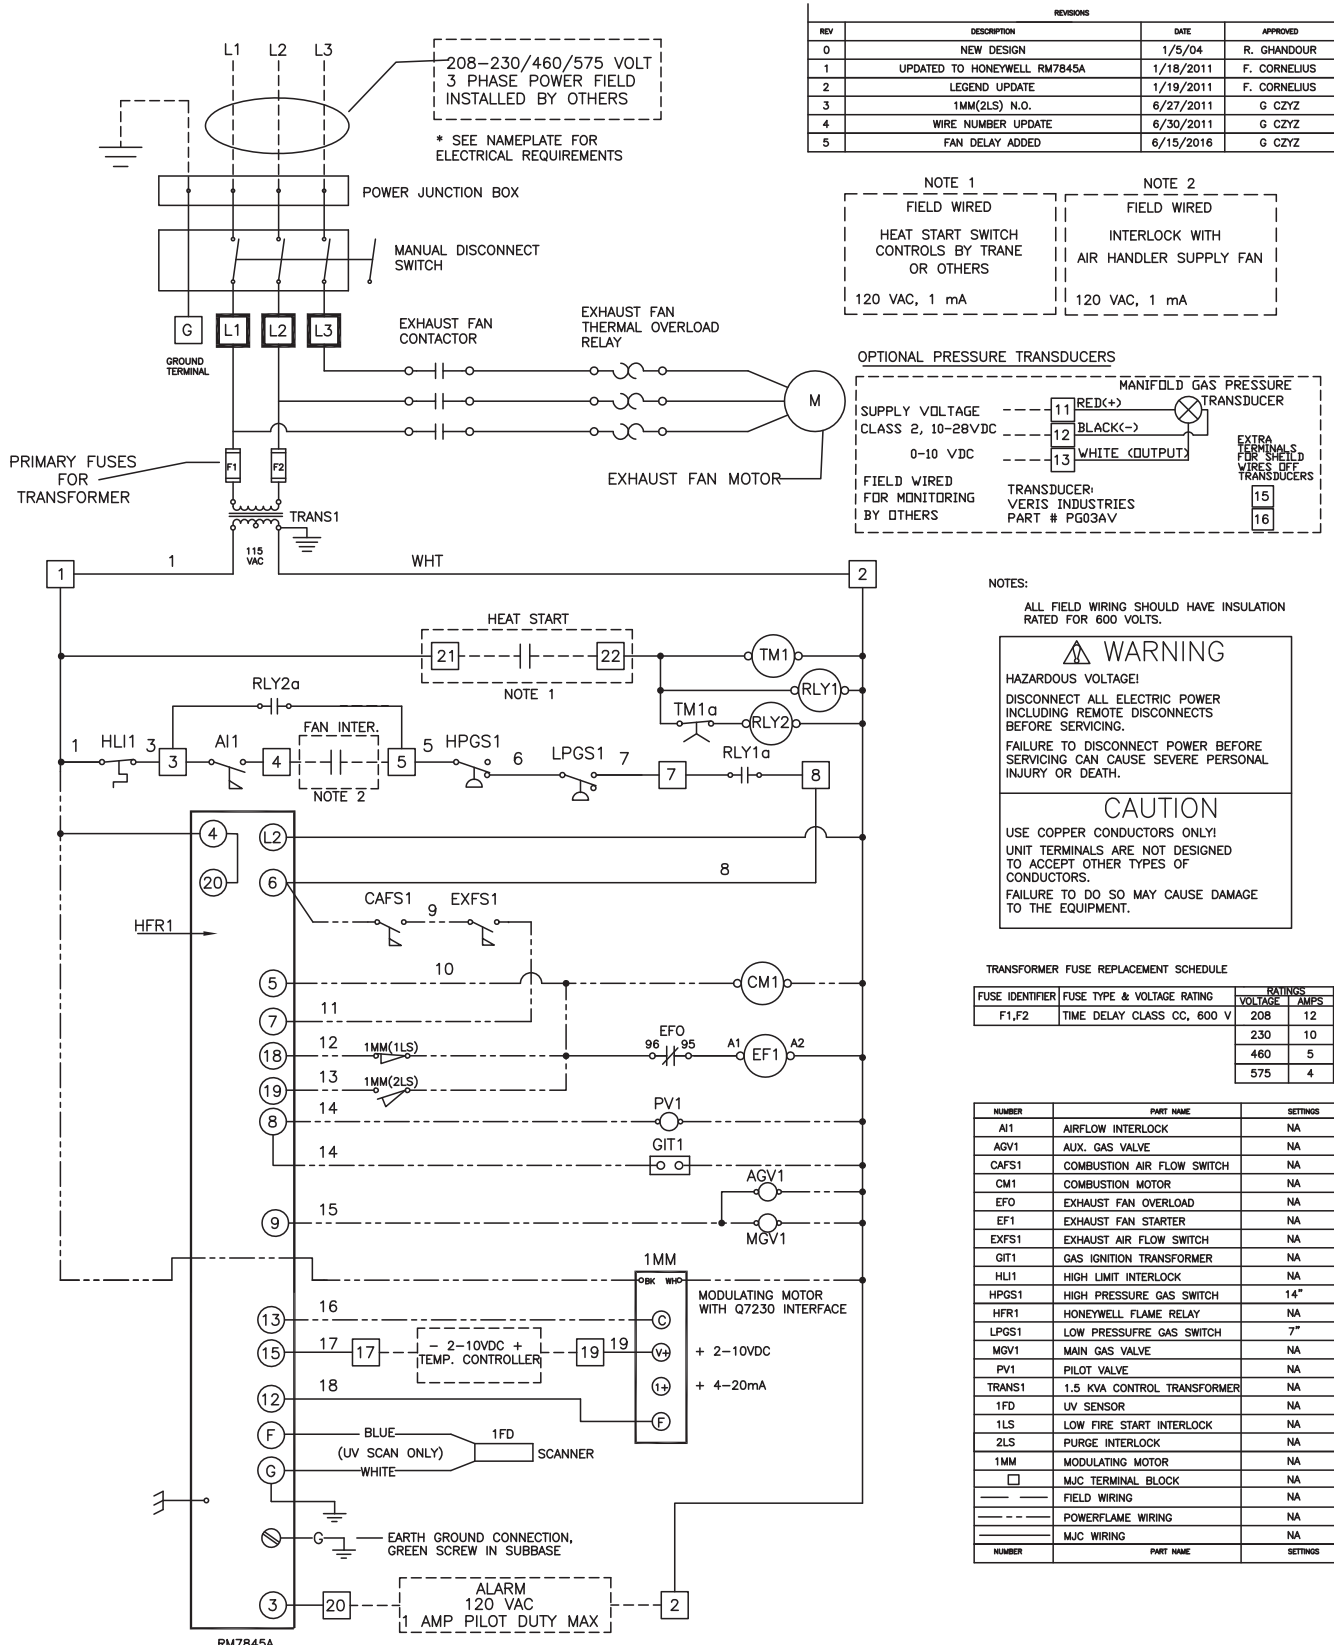 L1 L2 L3
208-230/460/575 VOLT
3 PHASE POWER FIELD
INSTALLED BY OTHERS
* SEE NAMEPLATE FOR
ELECTRICAL REQUIREMENTS
POWER JUNCTION BOX
MANUAL DISCONNECT
SWITCH
G L1 L2 L3
GROUND
TERMINAL
EXHAUST FAN
CONTACTOR
EXHAUST FAN
THERMAL OVERLOAD
RELAY
M
EXHAUST FAN MOTOR
PRIMARY FUSES
FOR
TRANSFORMER
F1 F2
TRANS1
115
VAC
1 1 WHT 2
REVISIONS
REV DESCRIPTION DATE APPROVED
0 NEW DESIGN 1/5/04 R. GHANDOUR
1 UPDATED TO HONEYWELL RM7845A 1/18/2011 F. CORNELIUS
2 LEGEND UPDATE 1/19/2011 F. CORNELIUS
3 1MM(2LS) N.O. 6/27/2011 G CZYZ
4 WIRE NUMBER UPDATE 6/30/2011 G CZYZ
5 FAN DELAY ADDED 6/15/2016 G CZYZ
NOTE 1
FIELD WIRED
HEAT START SWITCH
CONTROLS BY TRANE
OR OTHERS
120 VAC, 1 mA
NOTE 2
FIELD WIRED
INTERLOCK WITH
AIR HANDLER SUPPLY FAN
120 VAC, 1 mA
OPTIONAL PRESSURE TRANSDUCERS
MANIFOLD GAS PRESSURE
TRANSDUCER
SUPPLY VOLTAGE
CLASS 2, 10-28VDC
0-10 VDC
11 RED(+)
12 BLACK(-)
13 WHITE (OUTPUT)
FIELD WIRED
FOR MONITORING
BY OTHERS
TRANSDUCER:
VERIS INDUSTRIES
PART # PG03AV
EXTRA
TERMINALS
FOR SHEILD
WIRES OFF
TRANSDUCERS
15
16
NOTES:
ALL FIELD WIRING SHOULD HAVE INSULATION
RATED FOR 600 VOLTS.
WARNING
HAZARDOUS VOLTAGE!
DISCONNECT ALL ELECTRIC POWER
INCLUDING REMOTE DISCONNECTS
BEFORE SERVICING.
FAILURE TO DISCONNECT POWER BEFORE
SERVICING CAN CAUSE SEVERE PERSONAL
INJURY OR DEATH.
CAUTION
USE COPPER CONDUCTORS ONLY!
UNIT TERMINALS ARE NOT DESIGNED
TO ACCEPT OTHER TYPES OF
CONDUCTORS.
FAILURE TO DO SO MAY CAUSE DAMAGE
TO THE EQUIPMENT.
HEAT START
21 22
NOTE 1
TM1
RLY1
TM1a RLY2
RLY2a
1 HLI1 3 3 AI1 4 FAN INTER. 5 5 HPGS1 6 LPGS1 7 7 RLY1a 8
NOTE 2
4 L2
20 6 8
CAFS1 9 EXFS1
HFR1
5 10 CM1
7 11
18 12 1MM(1LS)
EFO
96 95 A1 EF1 A2
19 13 1MM(2LS)
8 14 PV1
14 GIT1
AGV1
9 15
MGV1
1MM
BK WH
MODULATING MOTOR
WITH Q7230 INTERFACE
13 16 C
15 17 17 - 2-10VDC +
TEMP. CONTROLLER
19 19 V+ + 2-10VDC
1+ + 4-20mA
12 18 F
F BLUE 1FD
(UV SCAN ONLY) SCANNER
G WHITE
G
EARTH GROUND CONNECTION,
GREEN SCREW IN SUBBASE
3 20
ALARM
120 VAC
1 AMP PILOT DUTY MAX
2
RM7845A
TRANSFORMER FUSE REPLACEMENT SCHEDULE
FUSE IDENTIFIER FUSE TYPE & VOLTAGE RATING RATINGS
VOLTAGE AMPS
F1,F2 TIME DELAY CLASS CC, 600 V 208 12
230 10
460 5
575 4
NUMBER PART NAME SETTINGS
AI1 AIRFLOW INTERLOCK NA
AGV1 AUX. GAS VALVE NA
CAFS1 COMBUSTION AIR FLOW SWITCH NA
CM1 COMBUSTION MOTOR NA
EFO EXHAUST FAN OVERLOAD NA
EF1 EXHAUST FAN STARTER NA
EXFS1 EXHAUST AIR FLOW SWITCH NA
GIT1 GAS IGNITION TRANSFORMER NA
HLI1 HIGH LIMIT INTERLOCK NA
HPGS1 HIGH PRESSURE GAS SWITCH 14"
HFR1 HONEYWELL FLAME RELAY NA
LPGS1 LOW PRESSUFRE GAS SWITCH 7"
MGV1 MAIN GAS VALVE NA
PV1 PILOT VALVE NA
TRANS1 1.5 KVA CONTROL TRANSFORMER NA
1FD UV SENSOR NA
1LS LOW FIRE START INTERLOCK NA
2LS PURGE INTERLOCK NA
1MM MODULATING MOTOR NA
MJC TERMINAL BLOCK NA
FIELD WIRING NA
POWERFLAME WIRING NA
MJC WIRING NA
NUMBER PART NAME SETTINGS